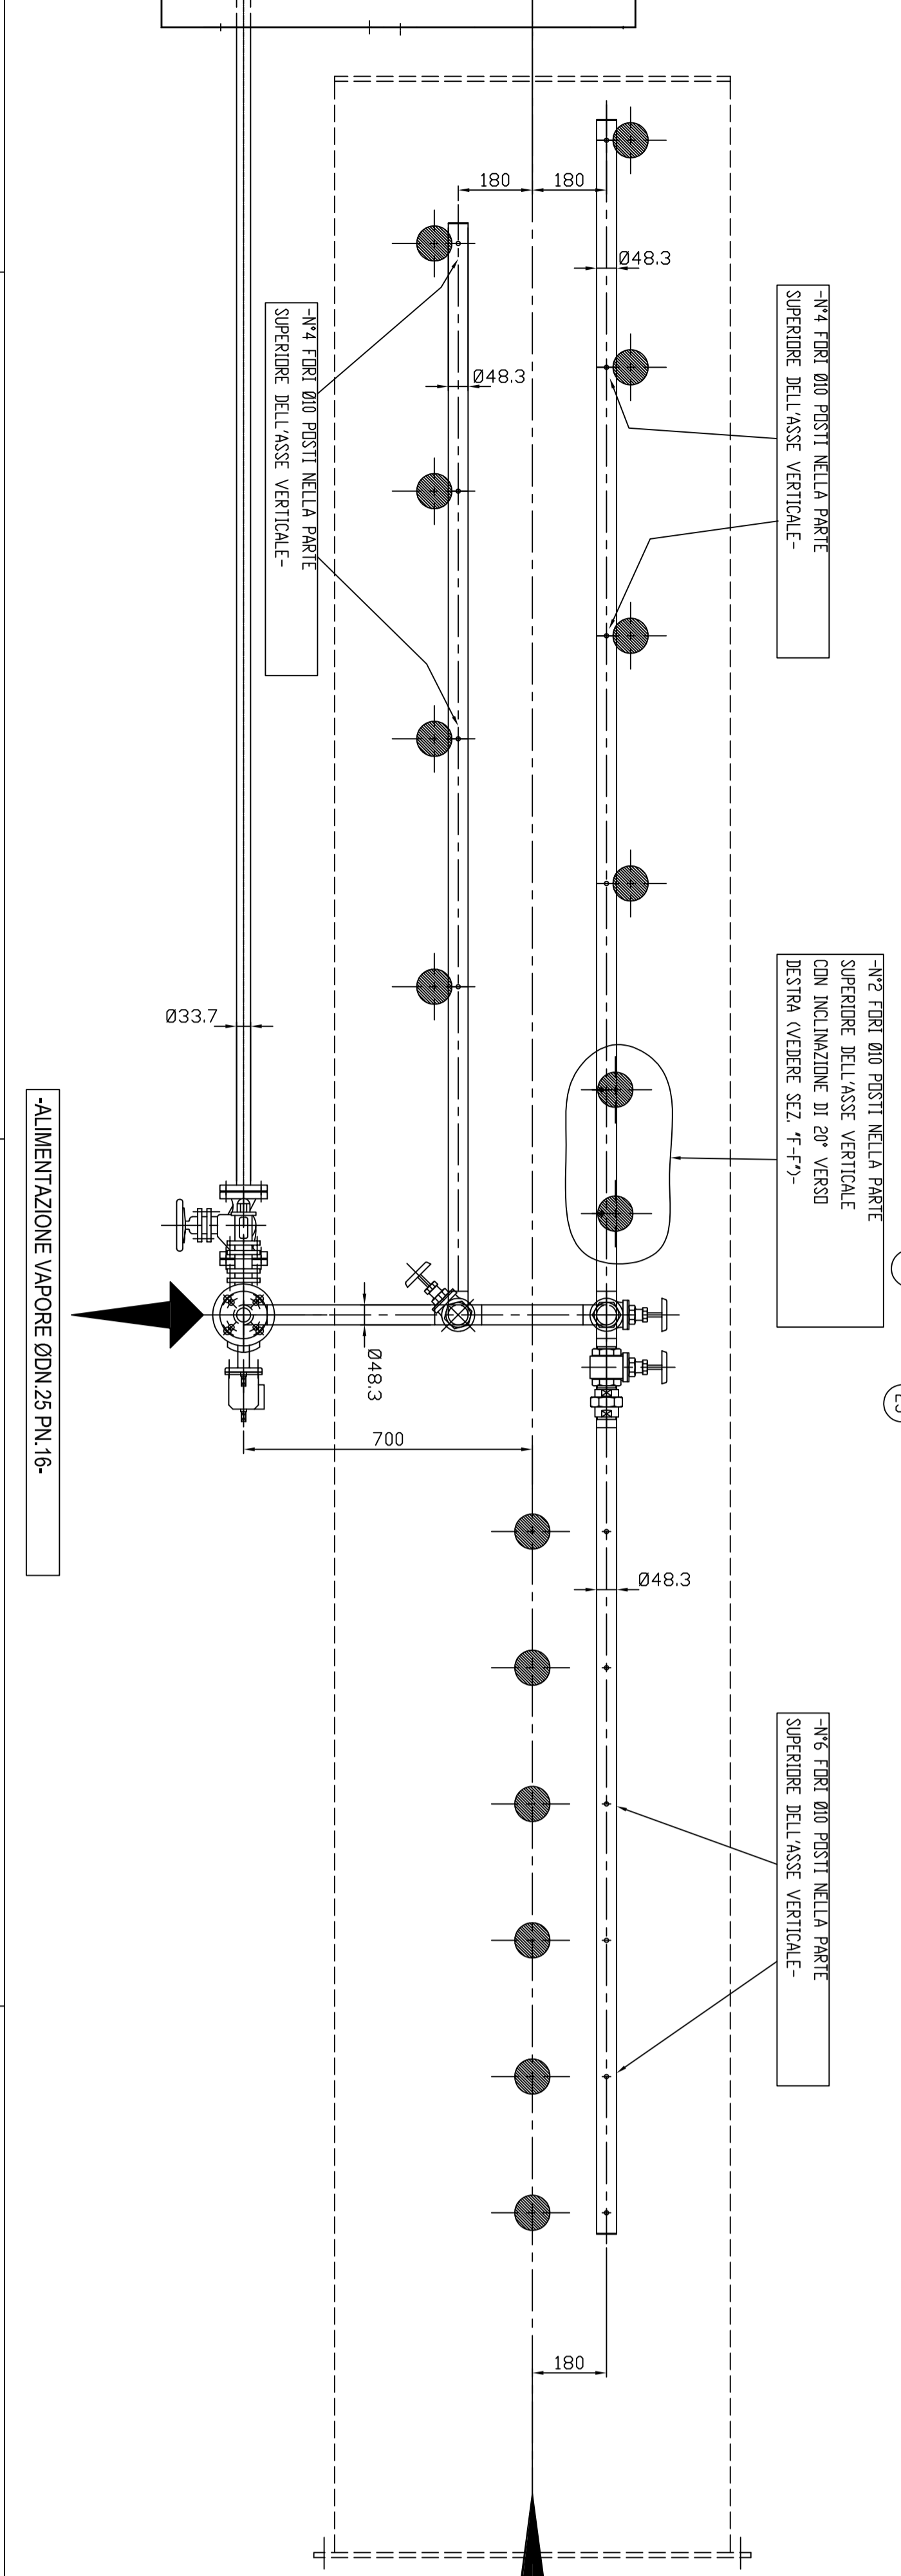 180
180
Ø48.3
-N°4 FORI Ø10 POSTI NELLA PARTE
SUPERIORE DELL'ASSE VERTICALE-
-N°4 FORI Ø10 POSTI NELLA PARTE
SUPERIORE DELL'ASSE VERTICALE-
Ø48.3
-N°2 FORI Ø10 POSTI NELLA PARTE
SUPERIORE DELL'ASSE VERTICALE
CON INCLINAZIONE DI 20° VERSO
DESTRA (VEDERE SEZ. "F-F")-
Ø33.7
-ALIMENTAZIONE VAPORE ØDN.25 PN.16-
Ø48.3
700
Ø48.3
-N°6 FORI Ø10 POSTI NELLA PARTE
SUPERIORE DELL'ASSE VERTICALE-
180